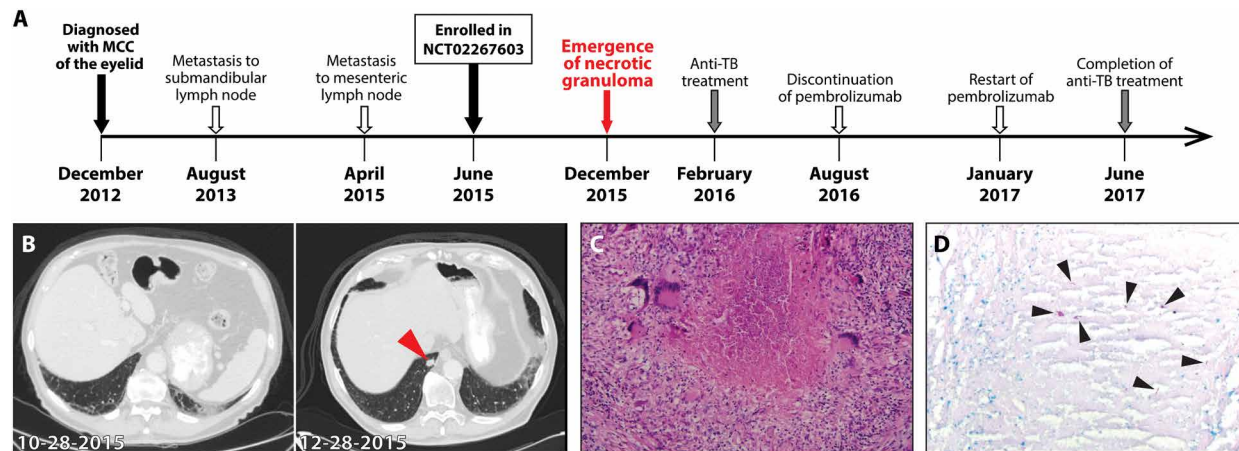 A
Diagnosed
with MCC
of the eyelid
Metastasis to
submandibular
lymph node
Metastasis
to mesenteric
lymph node
Enrolled in
NCT02267603
Emergence
of necrotic
granuloma
Anti-TB
treatment
Discontinuation
of pembrolizumab
Restart of
pembrolizumab
Completion of
anti-TB treatment
December
2012
August
2013
April
2015
June
2015
December
2015
February
2016
August
2016
January
2017
June
2017
B
10-28-2015
12-28-2015
C
D